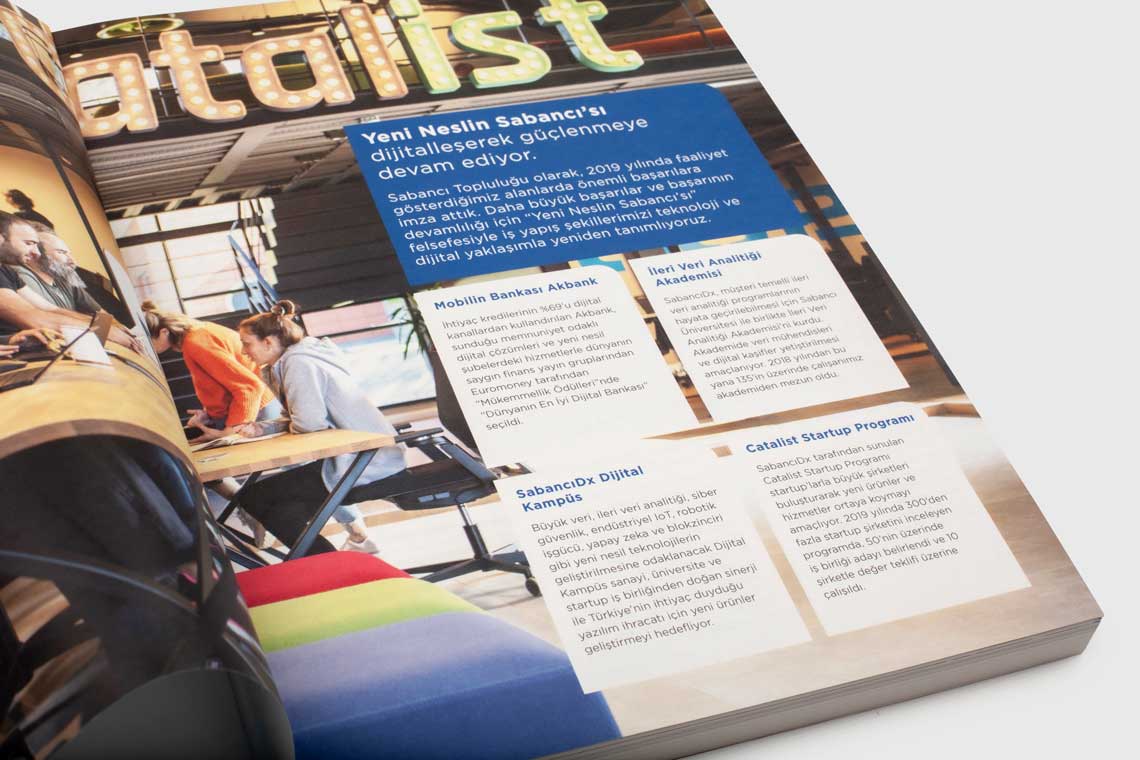 atalist
Yeni Neslin Sabancı'sı
dijitalleşerek güçlenmeye
devam ediyor.
Sabancı Topluluğu olarak, 2019 yılında faaliyet
gösterdiğimiz alanlarda önemli başarılara
imza attık. Daha büyük başarılar ve başarının
devamlılığı için "Yeni Neslin Sabancı'sı"
felsefesiyle iş yapış şekillerimizi teknoloji ve
dijital yaklaşımla yeniden tanımlıyoruz.
Mobilin Bankası Akbank
İhtiyaç kredilerinin %69'u dijital
kanallardan kullandırılan Akbank,
sunduğu memnuniyet odaklı
dijital çözümleri ve yeni nesil
şubelerdeki hizmetlerle dünyanın
saygın finans yayın gruplarından
Euromoney tarafından
"Mükemmellik Ödülleri"nde
"Dünyanın En İyi Dijital Bankası"
seçildi.
İleri Veri Analitiği
Akademisi
SabancıDx, müşteri temelli ileri
veri analitiği programlarının
hayata geçirilebilmesi için Sabancı
Üniversitesi ile birlikte İleri Veri
Analitiği Akademisi'ni kurdu.
Akademide veri mühendisleri
ve dijital kaşifler yetiştirilmesi
amaçlanıyor. 2018 yılından bu
yana 135'in üzerinde çalışanımız
akademiden mezun oldu.
SabancıDx Dijital
Kampüs
Büyük veri, ileri veri analitiği, siber
güvenlik, endüstriyel IoT, robotik
işgücü, yapay zeka ve blokzinciri
gibi yeni nesil teknolojilerin
geliştirilmesine odaklanacak Dijital
Kampüs sanayi, üniversite ve
startup iş birliğinden doğan sinerji
ile Türkiye'nin ihtiyaç duyduğu
yazılım ihracatı için yeni ürünler
geliştirmeyi hedefliyor.
Catalist Startup Programı
SabancıDx tarafından sunulan
Catalist Startup Programı
startup'larla büyük şirketleri
buluşturarak yeni ürünler ve
hizmetler ortaya koymayı
amaçlıyor. 2019 yılında 300'den
fazla startup şirketini inceleyen
programda, 50'nin üzerinde
iş birliği adayı belirlendi ve 10
şirketle değer teklifi üzerine
çalışıldı.